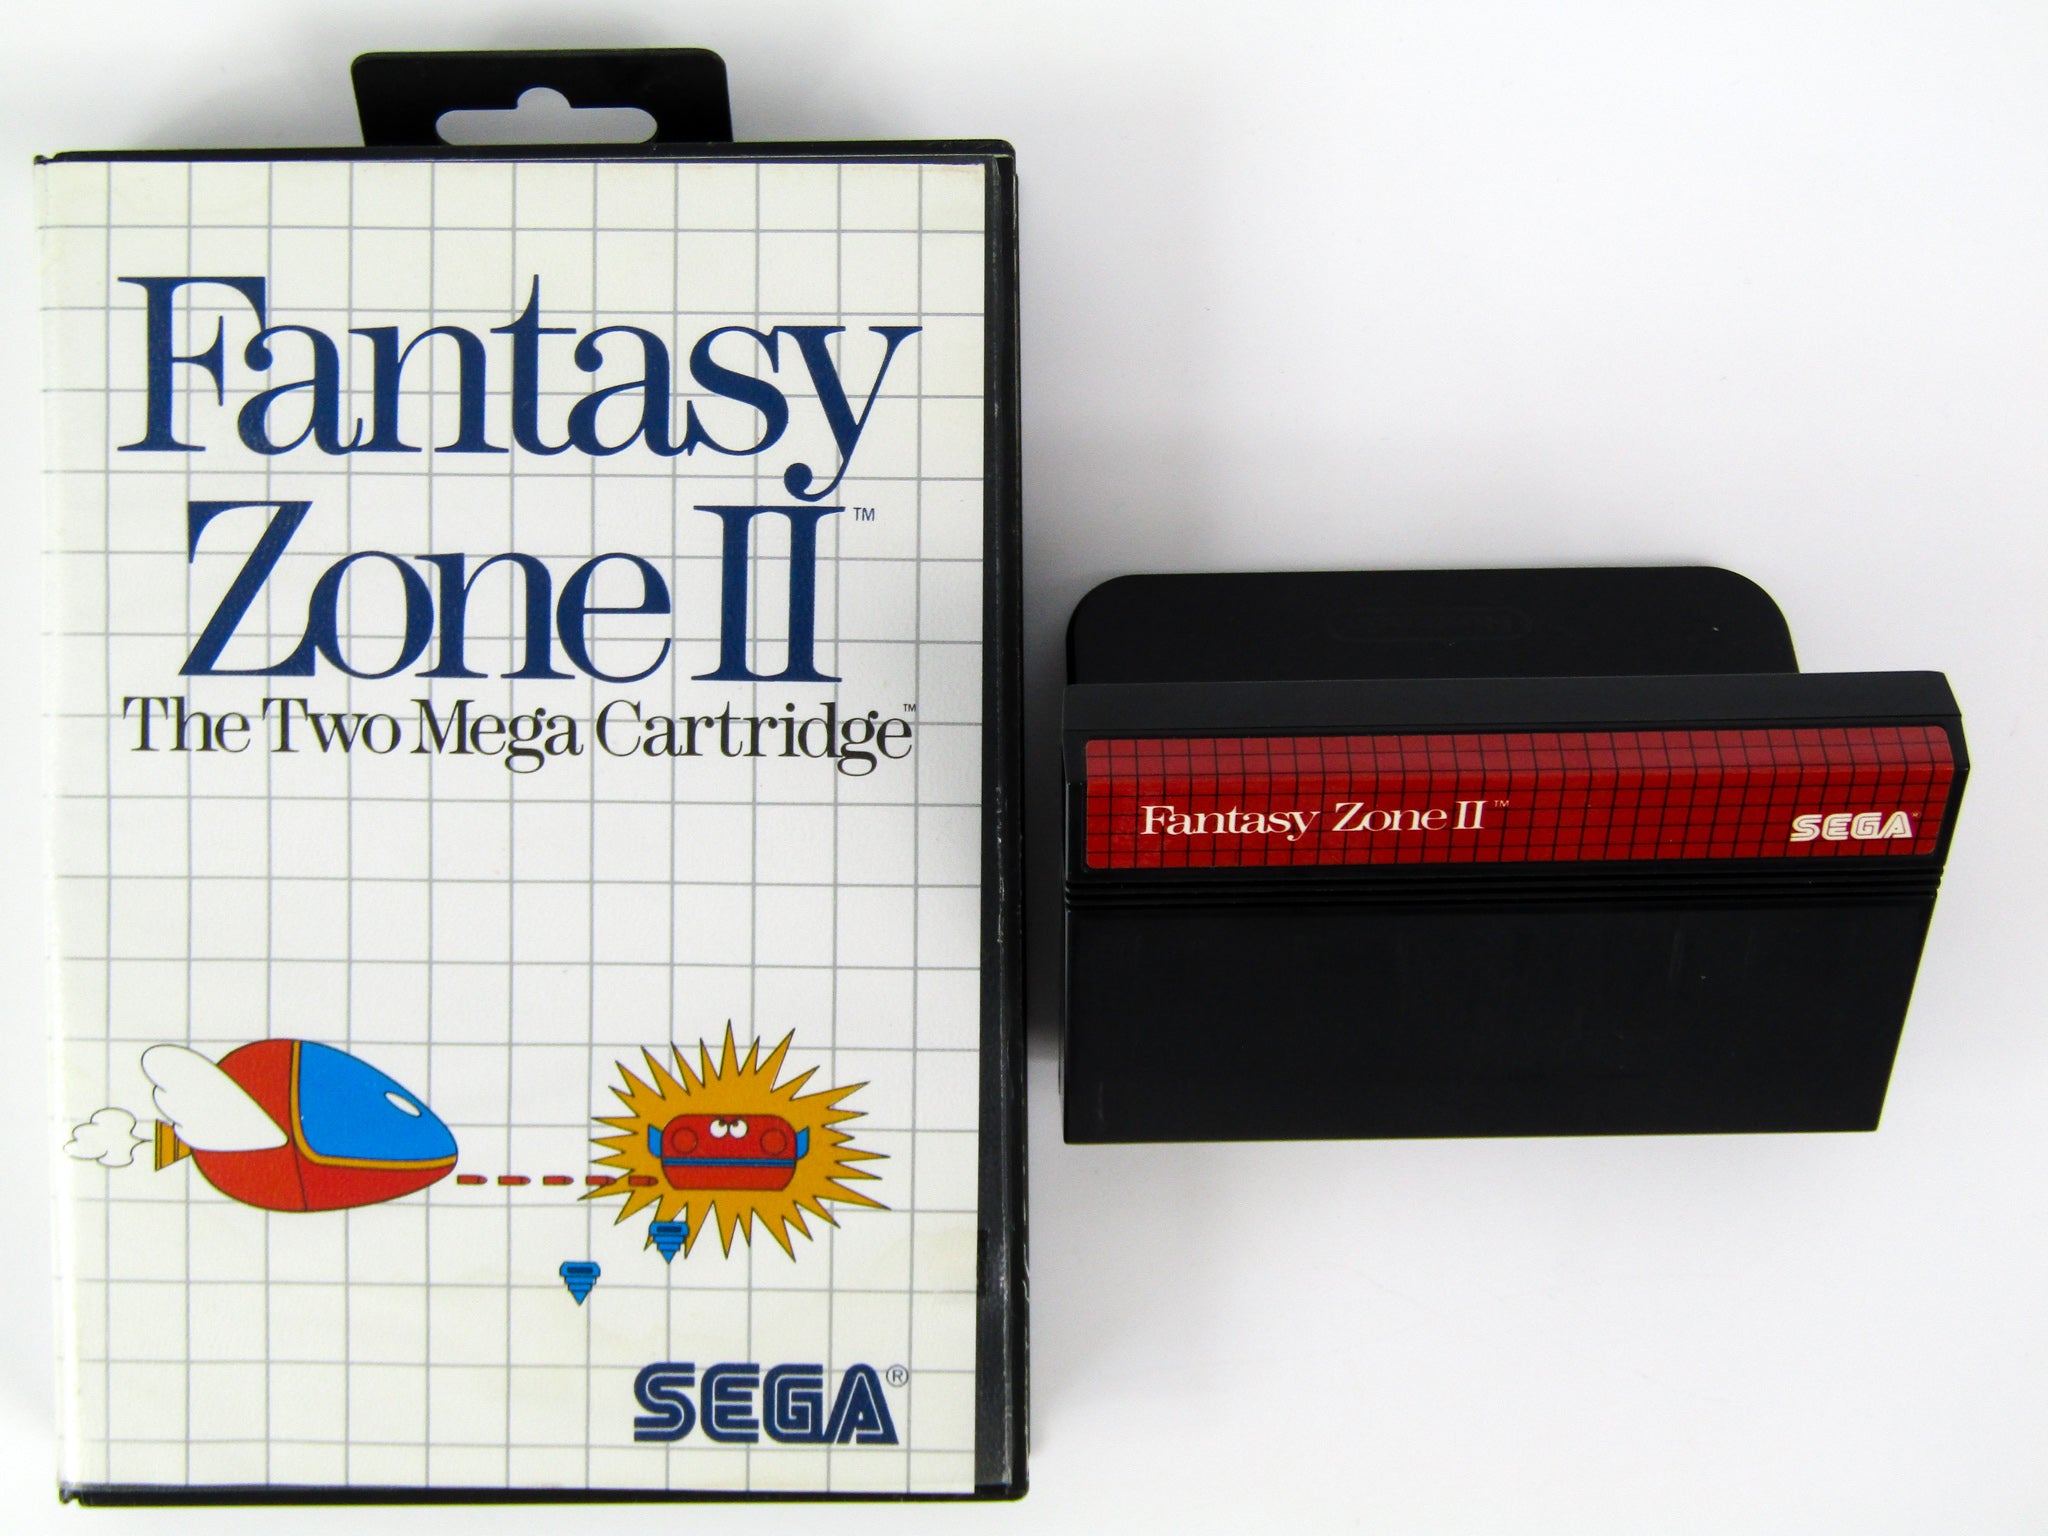 Fantasy
Zone II™
The Two Mega Cartridge™
SEGA®
Fantasy Zone II™
SEGA